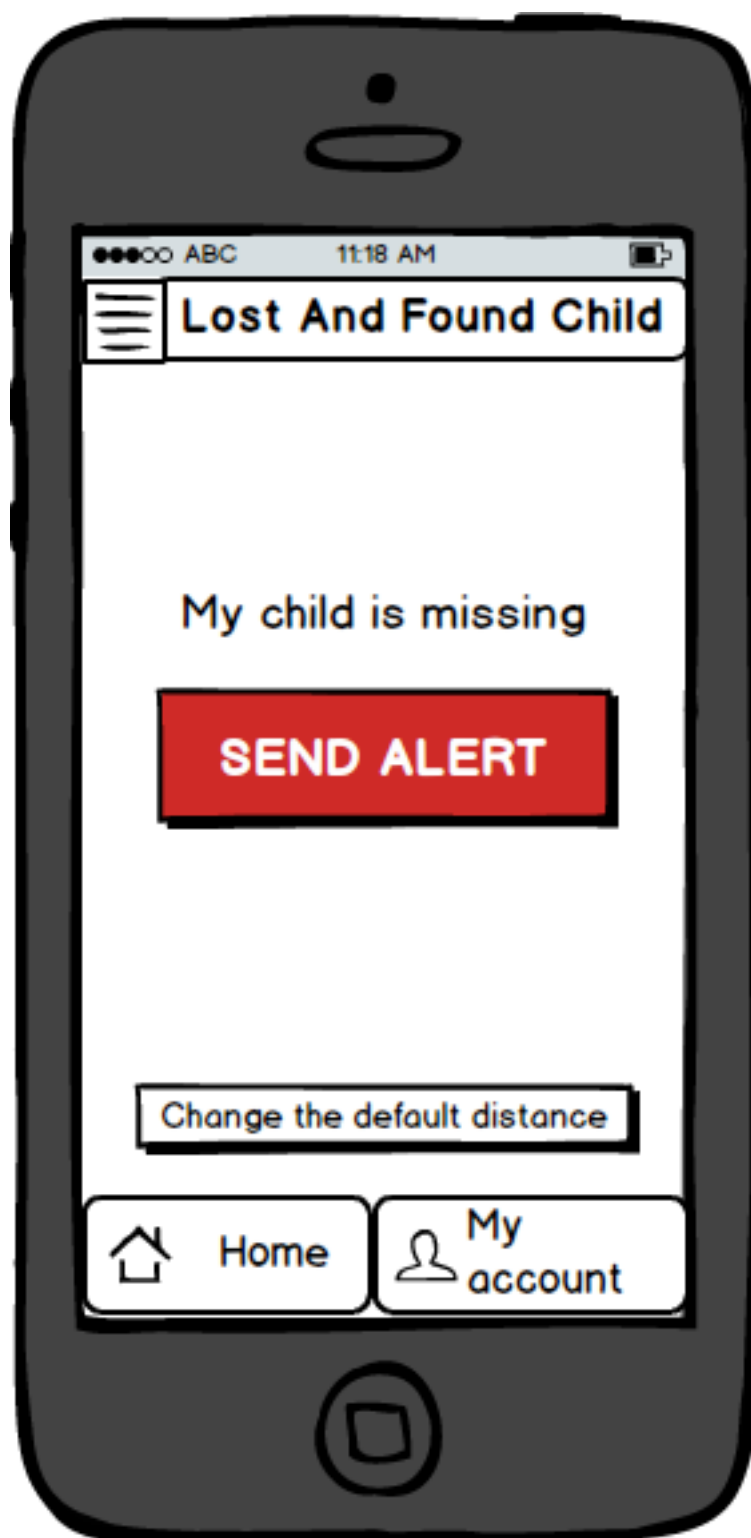 ABC 11:18 AM
Lost And Found Child
My child is missing
SEND ALERT
Change the default distance
Home
My
account